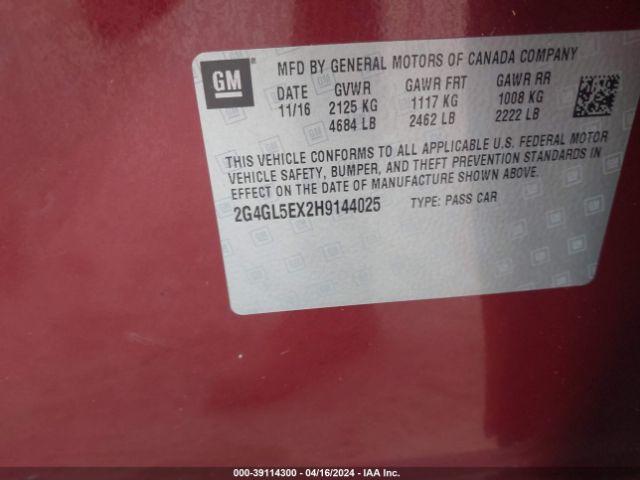 MFD BY GENERAL MOTORS OF CANADA COMPANY
GM
DATE GVWR GAWR FRT GAWR RR
11/16 2125 KG 1117 KG 1008 KG
4684 LB 2462 LB 2222 LB
THIS VEHICLE CONFORMS TO ALL APPLICABLE U.S. FEDERAL MOTOR
VEHICLE SAFETY, BUMPER, AND THEFT PREVENTION STANDARDS IN
EFFECT ON THE DATE OF MANUFACTURE SHOWN ABOVE.
2G4GL5EX2H9144025 TYPE: PASS CAR
000-39114300 - 04/16/2024 - IAA Inc.